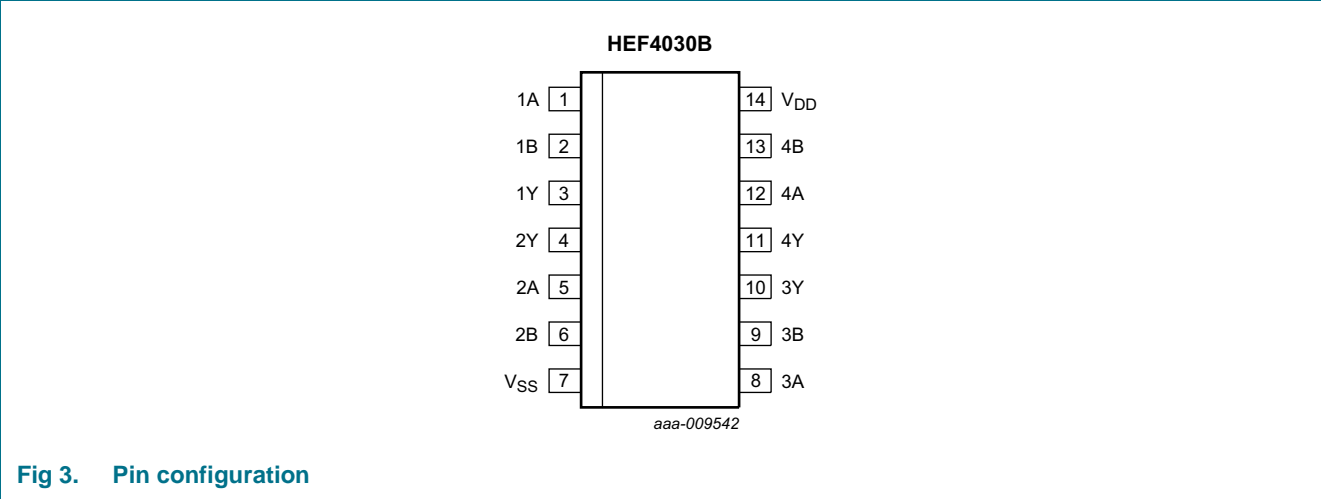 HEF4030B
1A 1 14 VDD
1B 2 13 4B
1Y 3 12 4A
2Y 4 11 4Y
2A 5 10 3Y
2B 6 9 3B
VSS 7 8 3A
aaa-009542
Fig 3. Pin configuration